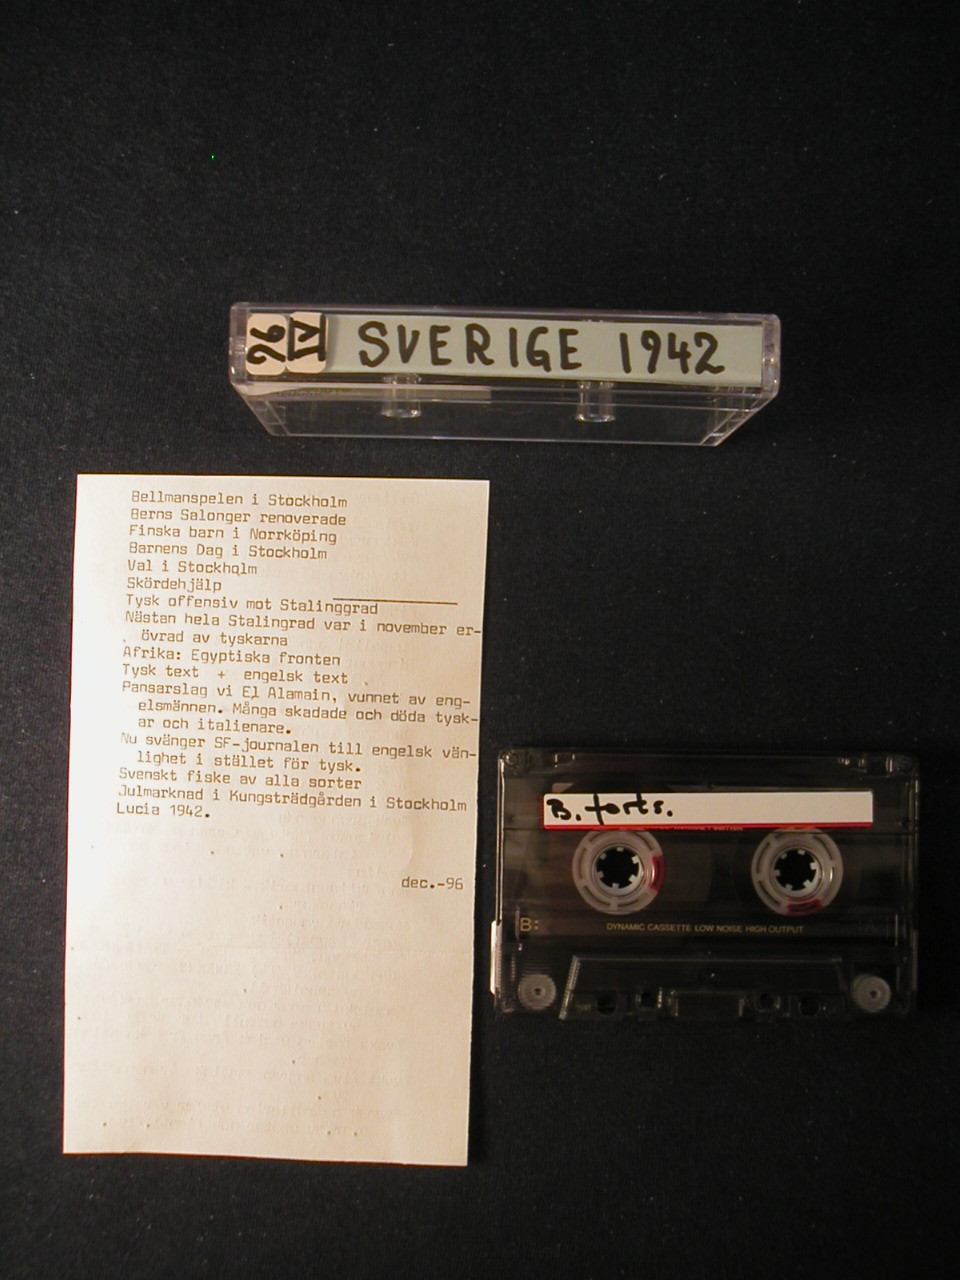 96
IV
SVERIGE 1942
Bellmanspelen i Stockholm
Berns Salonger renoverade
Finska barn i Norrköping
Barnens Dag i Stockholm
Val i Stockhqlm
Skördehjälp
Tysk offensiv mot Stalinggrad
Nästan hela Stalingrad var i november er-
övrad av tyskarna
Afrika: Egyptiska fronten
Tysk text + engelsk text
Pansarslag vi El Alamain, vunnet av eng-
elsmännen. Många skadade och döda tysk-
ar och italienare.
Nu svänger SF-journalen till engelsk vän-
lighet i stället för tysk.
Svenskt fiske av alla sorter
Julmarknad i Kungsträdgården i Stockholm
Lucia 1942.
dec.-96
B. forts.
B:
DYNAMIC CASSETTE LOW NOISE HIGH OUTPUT